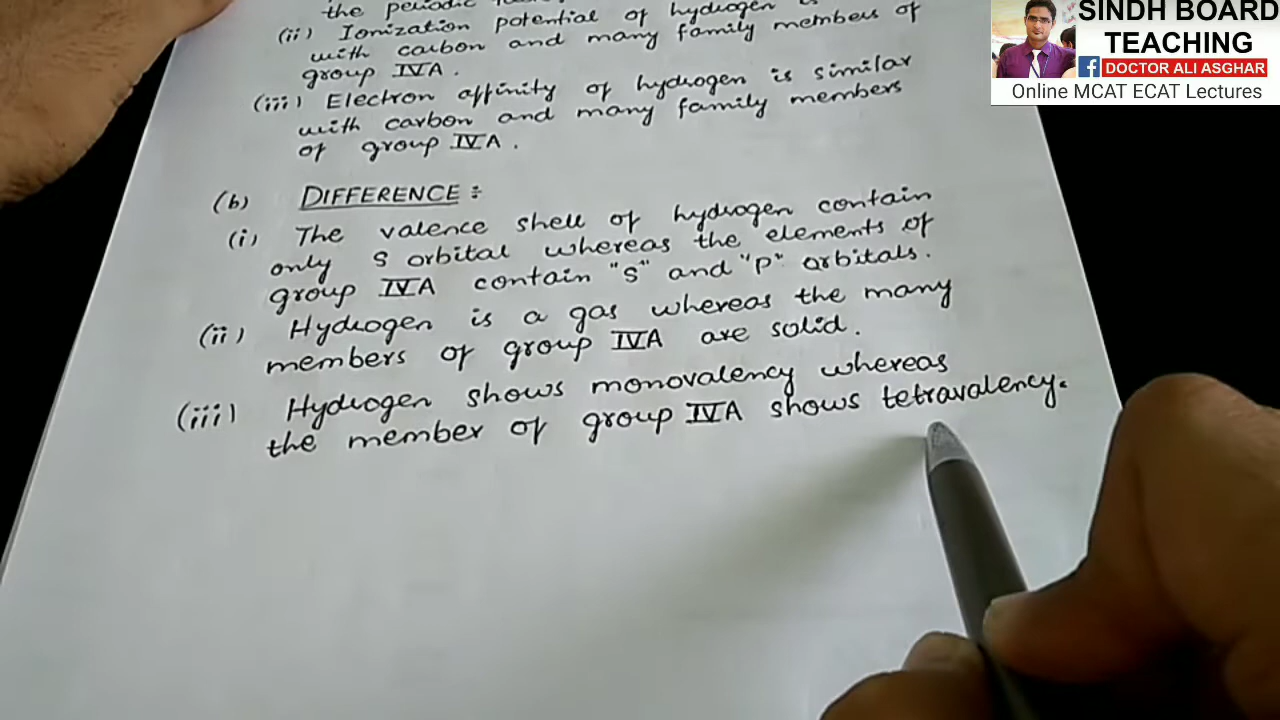 the periodic
(ii) Ionization potential of hydrogen is
with carbon and many family members of
group IVA.
(iii) Electron affinity of hydrogen is similar
with carbon and many family members
of group IVA.
(b) DIFFERENCE:
(i) The valence shell of hydrogen contain
only S orbital whereas the elements of
group IVA contain "S" and "P" orbitals.
(ii) Hydrogen is a gas whereas the many
members of group IVA are solid.
(iii) Hydrogen shows monovalency whereas
the member of group IVA shows tetravalency.
SINDH BOARD
TEACHING
f DOCTOR ALI ASGHAR
Online MCAT ECAT Lectures